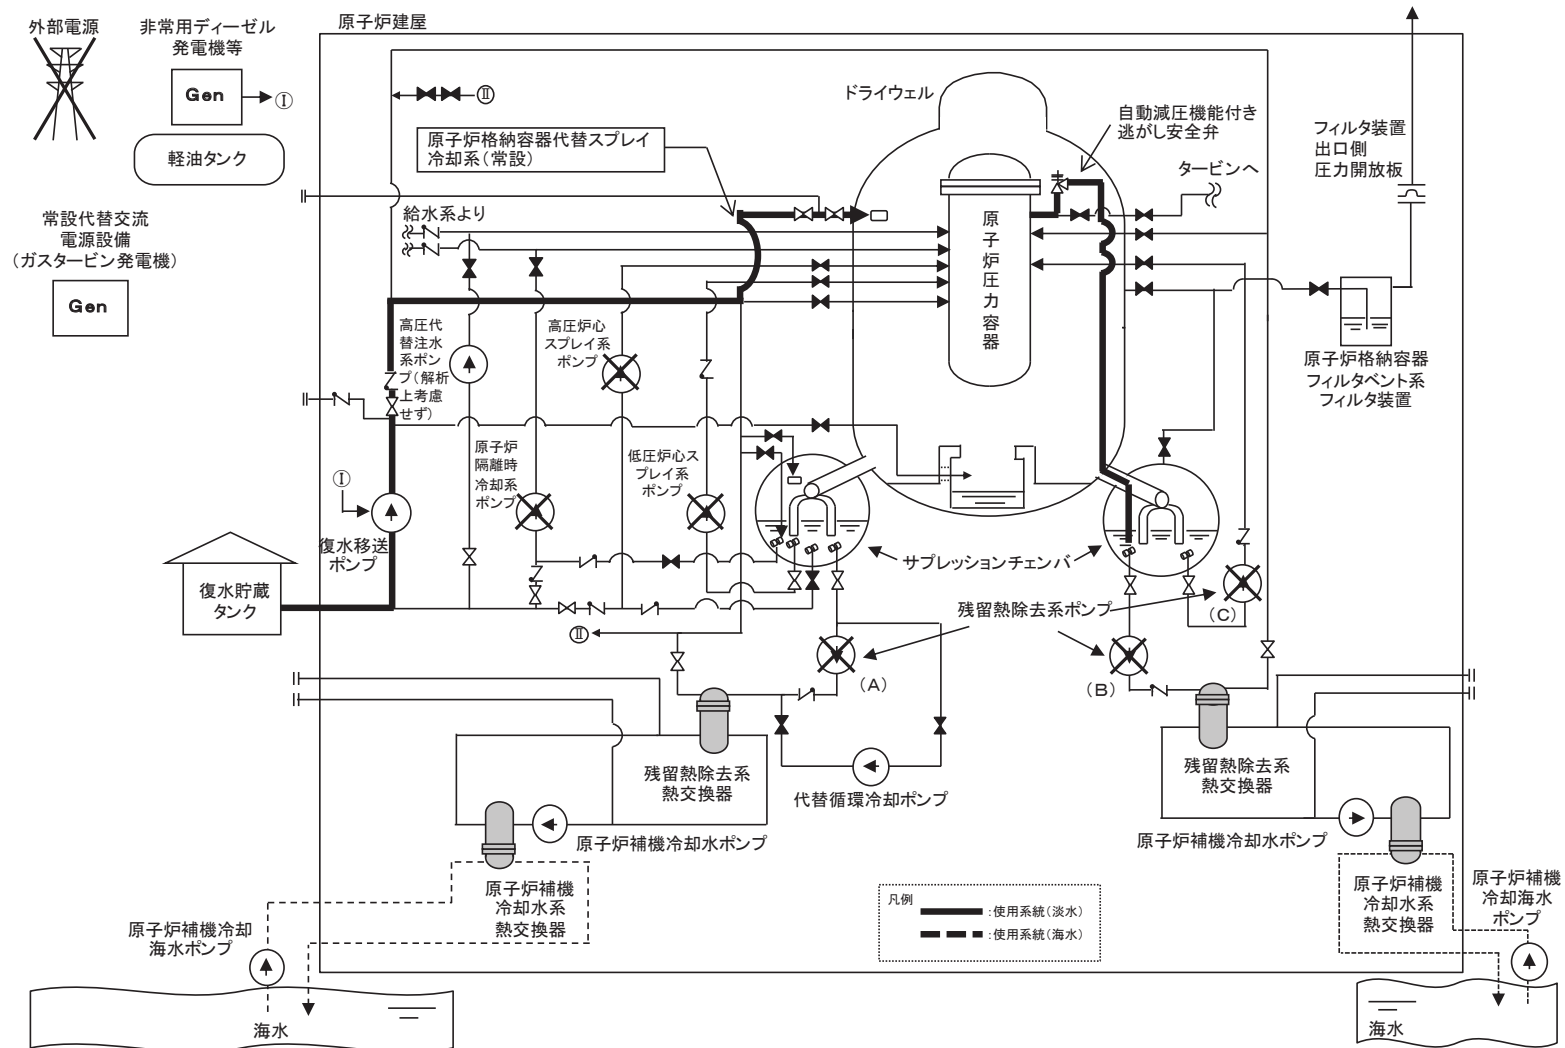 原子炉建屋
外部電源
非常用ディーゼル
発電機等
Gen
Ⅰ
軽油タンク
常設代替交流
電源設備
（ガスタービン発電機）
Gen
Ⅱ
原子炉格納容器代替スプレイ
冷却系（常設）
ドライウェル
自動減圧機能付き
逃がし安全弁
タービンへ
フィルタ装置
出口側
圧力開放板
給水系より
原子炉圧力容器
高圧代
替注水
系ポン
プ（解析
上考慮
せず）
高圧炉心
スプレイ系
ポンプ
原子炉格納容器
フィルタベント系
フィルタ装置
原子炉
隔離時
冷却系
ポンプ
低圧炉心ス
プレイ系
ポンプ
Ⅰ
復水移送
ポンプ
復水貯蔵
タンク
サプレッションチェンバ
残留熱除去系ポンプ
（C）
Ⅱ
（A）
（B）
残留熱除去系
熱交換器
代替循環冷却ポンプ
残留熱除去系
熱交換器
原子炉補機冷却水ポンプ
原子炉補機冷却水ポンプ
原子炉補機
冷却水系
熱交換器
原子炉補機冷却
海水ポンプ
海水
凡例
：使用系統（淡水）
：使用系統（海水）
原子炉補機
冷却水系
熱交換器
原子炉補機
冷却海水
ポンプ
海水